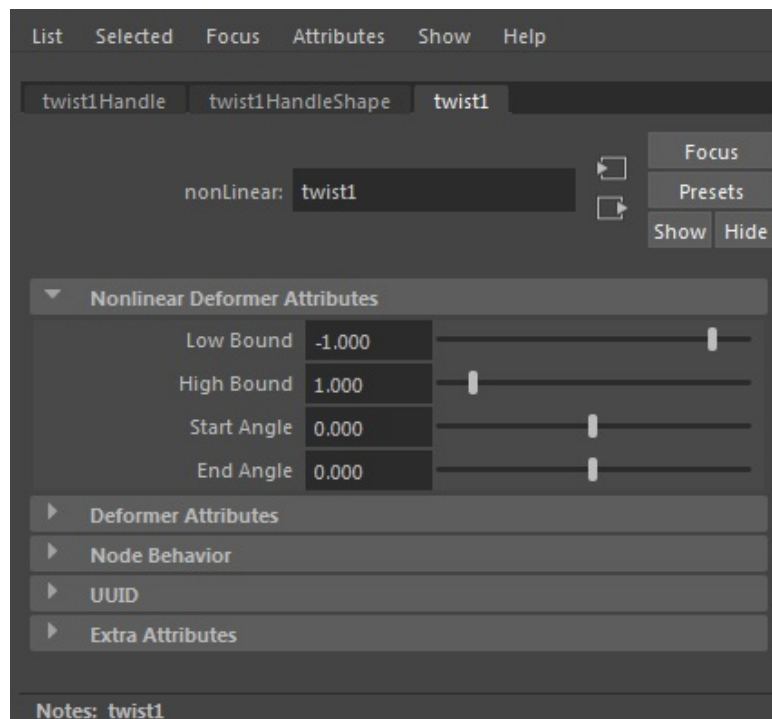 List Selected Focus Attributes Show Help
twist1Handle twist1HandleShape twist1
Focus
nonLinear: twist1 Presets
Show Hide
Nonlinear Deformer Attributes
Low Bound -1.000
High Bound 1.000
Start Angle 0.000
End Angle 0.000
Deformer Attributes
Node Behavior
UUID
Extra Attributes
Notes: twist1